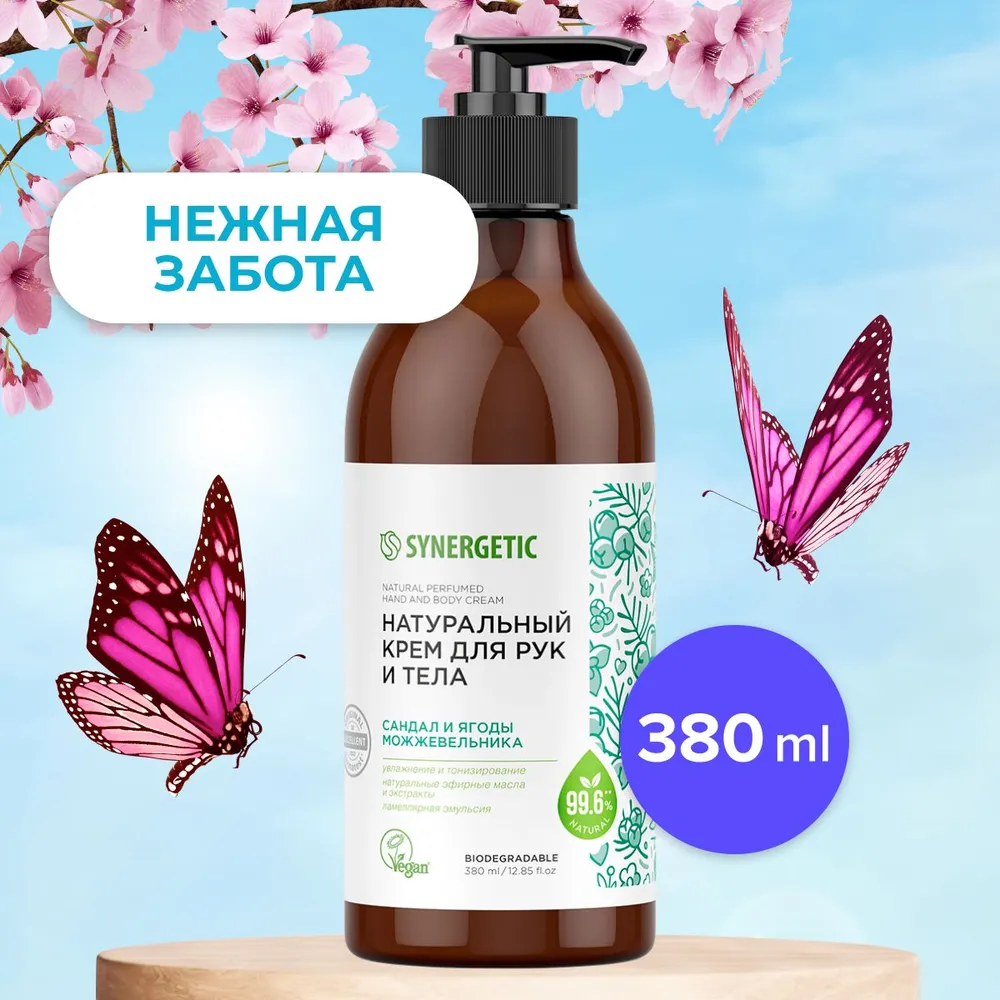 НЕЖНАЯ
ЗАБОТА
SYNERGETIC
NATURAL PERFUMED
HAND AND BODY CREAM
НАТУРАЛЬНЫЙ
КРЕМ ДЛЯ РУК
И ТЕЛА
САНДАЛ И ЯГОДЫ
МОЖЖЕВЕЛЬНИКА
увлажнение и тонизирование
натуральные эфирные масла
и экстракты
ламеллярная эмульсия
99.6**%
NATURAL
Vegan
BIODEGRADABLE
380 ml / 12.85 fl.oz
380 ml